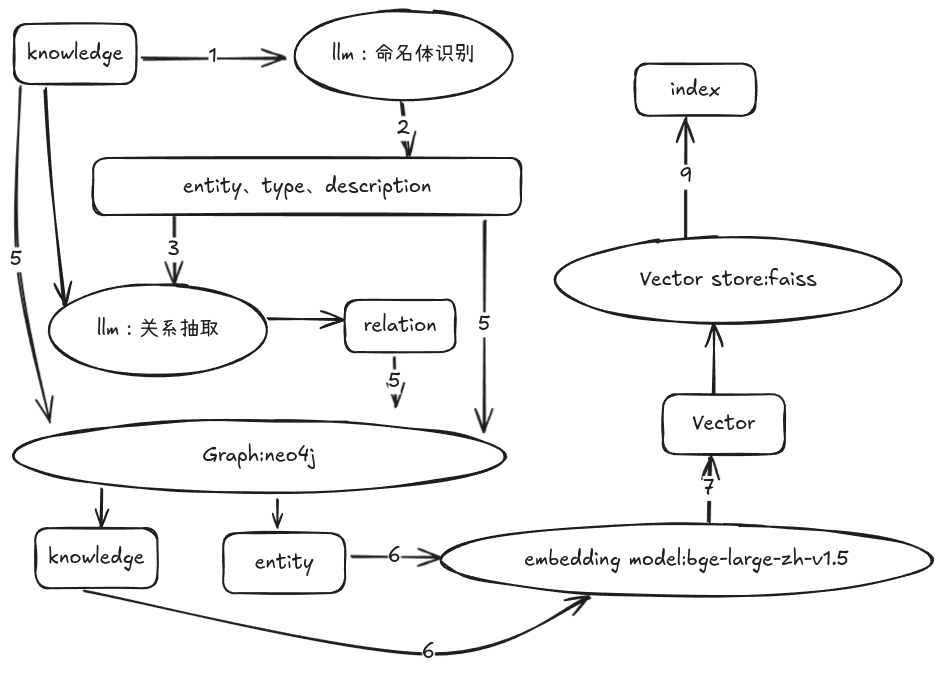 knowledge
1
llm：命名体识别
index
2
9
entity、type、description
3
5
5
Vector store:faiss
llm：关系抽取
relation
5
Vector
Graph:neo4j
7
knowledge
entity
6
embedding model:bge-large-zh-v1.5
6